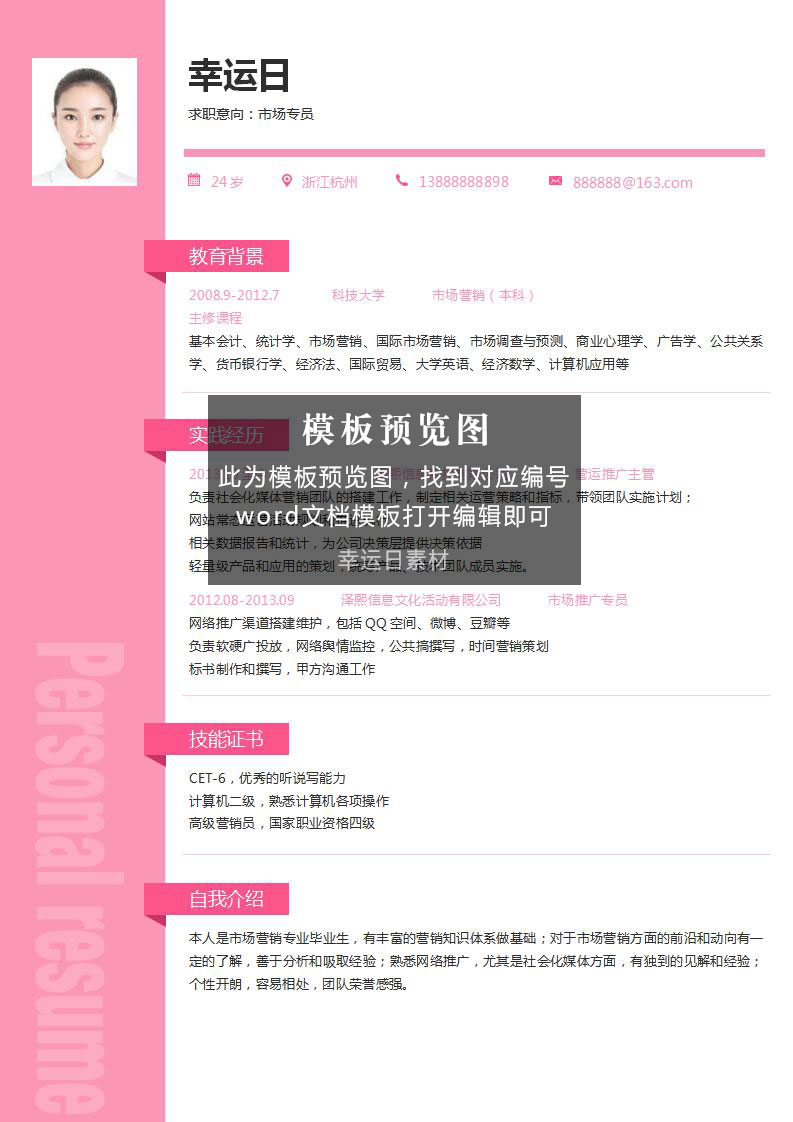 幸运日
求职意向：市场专员
24 岁 浙江杭州 13888888898 888888@163.com
教育背景
2008.9-2012.7 科技大学 市场营销（本科）
主修课程
基本会计、统计学、市场营销、国际市场营销、市场调查与预测、商业心理学、广告学、公共关系
学、货币银行学、经济法、国际贸易、大学英语、经济数学、计算机应用等
实践经历
模板预览图
此为模板预览图，找到对应编号
word文档模板打开编辑即可
幸运日素材
营运推广主管
负责社会化媒体营销团队的搭建工作，制定相关运营策略和指标，带领团队实施计划；
网站常态
相关数据报告和统计，为公司决策层提供决策依据
轻量级产品和应用的策划，统筹产品、技术团队成员实施。
2012.08-2013.09 泽熙信息文化活动有限公司 市场推广专员
网络推广渠道搭建维护，包括 QQ 空间、微博、豆瓣等
负责软硬广投放，网络舆情监控，公共搞撰写，时间营销策划
标书制作和撰写，甲方沟通工作
技能证书
CET-6，优秀的听说写能力
计算机二级，熟悉计算机各项操作
高级营销员，国家职业资格四级
自我介绍
本人是市场营销专业毕业生，有丰富的营销知识体系做基础；对于市场营销方面的前沿和动向有一
定的了解，善于分析和吸取经验；熟悉网络推广，尤其是社会化媒体方面，有独到的见解和经验；
个性开朗，容易相处，团队荣誉感强。
Personal resume